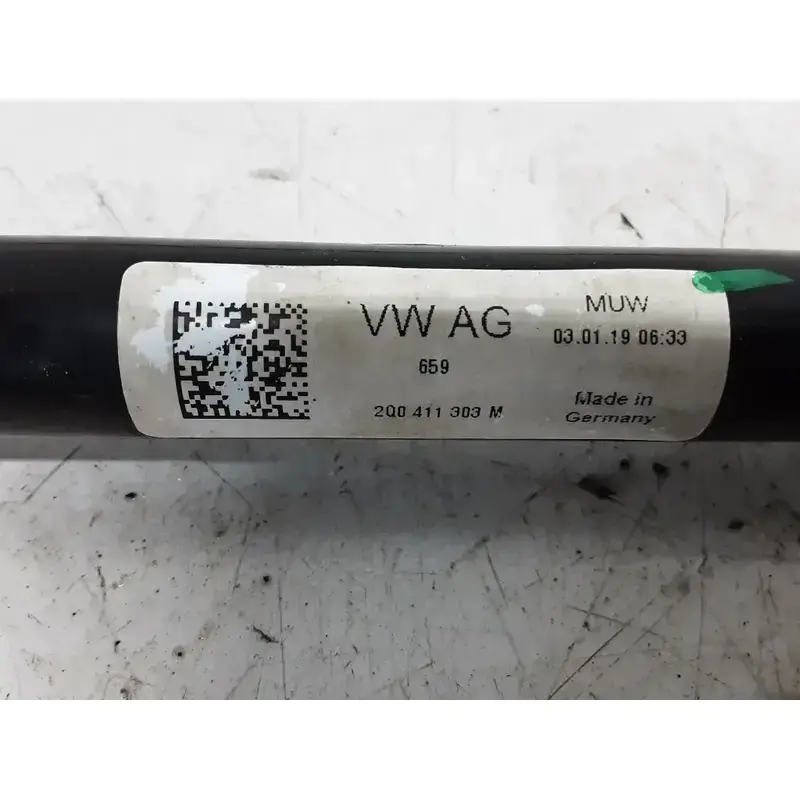 VW AG
659
2Q0 411 303 M
MUW
03.01.19 06:33
Made in
Germany